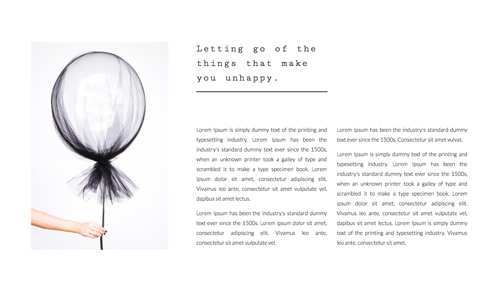 Letting go of the
things that make
you unhappy.
Lorem Ipsum is simply dummy text of the printing and
typesetting industry. Lorem Ipsum has been the
industry's standard dummy text ever since the 1500s,
when an unknown printer took a galley of type and
scrambled it to make a type specimen book. Lorem
ipsum dolor sit amet, consectetur adipiscing elit.
Vivamus leo ante, consectetur sit amet vulputate vel,
dapibus sit amet lectus.
Lorem Ipsum has been the industry's standard dummy
text ever since the 1500s. Lorem ipsum dolor sit amet,
consectetur adipiscing elit. Vivamus leo ante,
consectetur sit amet vulputate vel.
Lorem Ipsum has been the industry's standard dummy
text ever since the 1500s. Consectetur sit amet vulvat.
Lorem Ipsum is simply dummy text of the printing and
typesetting industry. Lorem Ipsum has been the
industry's standard dummy text ever since the 1500s,
when an unknown printer took a galley of type and
scrambled it to make a type specimen book. Lorem
ipsum dolor sit amet, consectetur adipiscing elit.
Vivamus leo ante, consectetur sit amet vulputate vel,
dapibus sit amet lectus. Lorem Ipsum is simply dummy
text of the printing and typesetting industry. Vivamus
leo ante, consectetur sit amet.